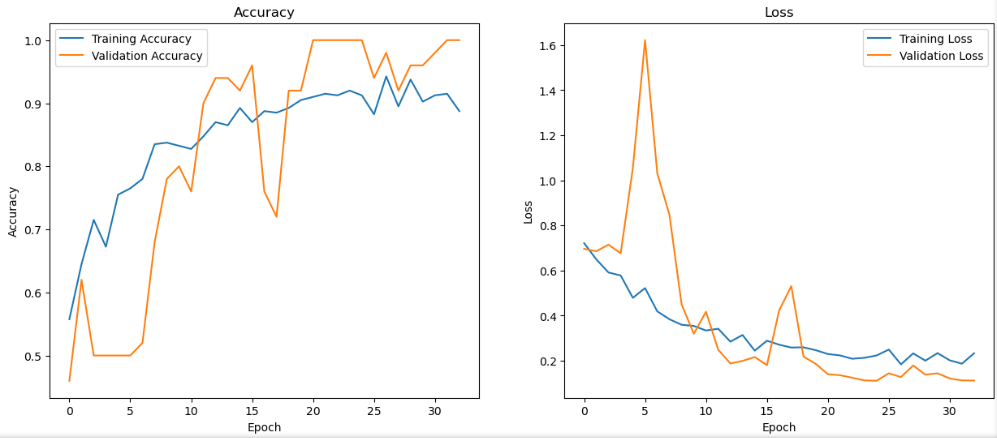 Accuracy
Training Accuracy
Validation Accuracy
1.0
0.9
0.8
0.7
0.6
0.5
Accuracy
0 5 10 15 20 25 30
Epoch
Loss
Training Loss
Validation Loss
1.6
1.4
1.2
1.0
0.8
0.6
0.4
0.2
Loss
0 5 10 15 20 25 30
Epoch